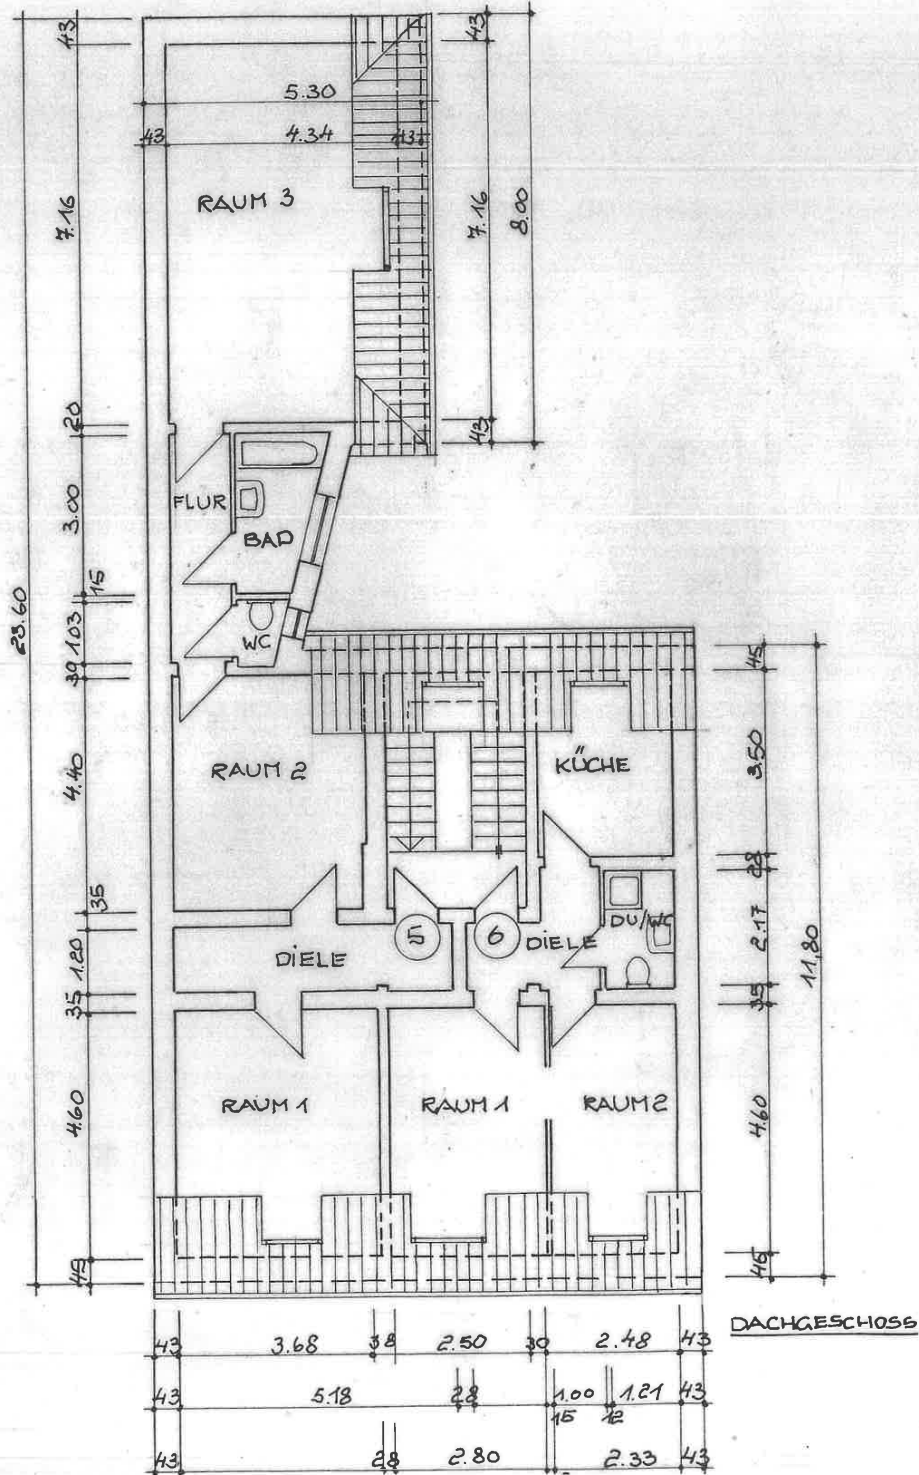 43
43
5.30
43
4.34
43
RAUM 3
7.16
7.16
8.00
20
43
FLUR
BAD
3.00
15
23.60
WC
1.03
30
45
RAUM 2
KÜCHE
4.40
3.50
35
28
5
6
DIELE
DIELE
DU/WC
1.20
2.17
11,80
35
35
RAUM 1
RAUM 1
RAUM 2
4.60
4.60
45
45
DACHGESCHOSS
43 3.68 38 2.50 30 2.48 43
43 5.18 28 1.00 1.21 43
15 12
43 28 2.80 2.33 43